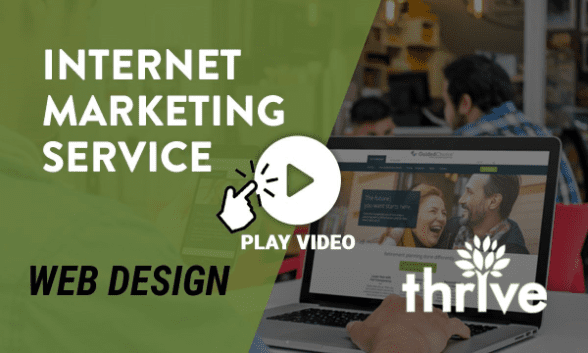 INTERNET
MARKETING
SERVICE
PLAY VIDEO
WEB DESIGN
thrive